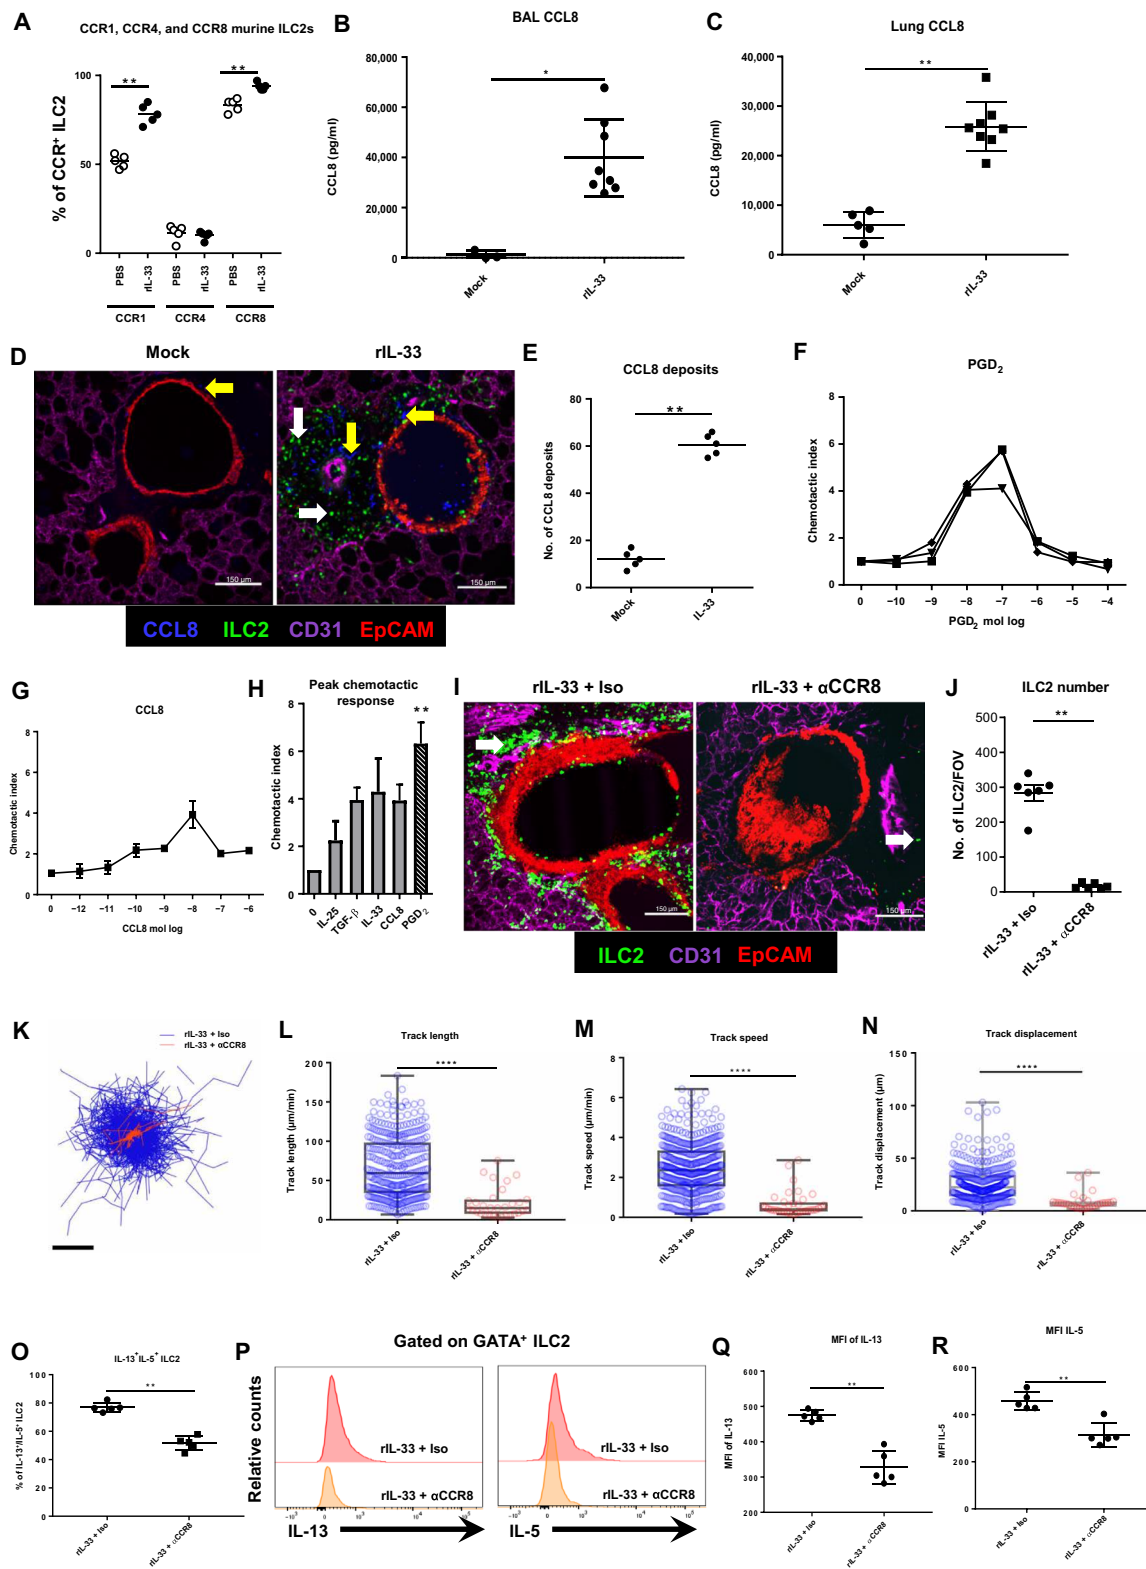 A
CCR1, CCR4, and CCR8 murine ILC2s
% of CCR⁺ ILC2
100
50
0
**
**
PBS
rIL-33
PBS
rIL-33
PBS
rIL-33
CCR1
CCR4
CCR8
B
BAL CCL8
CCL8 (pg/ml)
80,000
60,000
40,000
20,000
0
*
Mock
rIL-33
C
Lung CCL8
CCL8 (pg/ml)
40,000
30,000
20,000
10,000
0
**
Mock
rIL-33
D
Mock
rIL-33
150 µm
150 µm
CCL8 ILC2 CD31 EpCAM
E
CCL8 deposits
No. of CCL8 deposits
80
60
40
20
0
**
Mock
IL-33
F
PGD₂
Chemotactic index
8
6
4
2
0
0 −10 −9 −8 −7 −6 −5 −4
PGD₂ mol log
G
CCL8
Chemotactic index
8
6
4
2
0
0 −12 −11 −10 −9 −8 −7 −6
CCL8 mol log
H
Peak chemotactic
response
Chemotactic index
8
6
4
2
0
**
0
IL-25
TGF-β
IL-33
CCL8
PGD₂
I
rIL-33 + Iso
rIL-33 + αCCR8
150 µm
150 µm
ILC2 CD31 EpCAM
J
ILC2 number
No. of ILC2/FOV
500
400
300
200
100
0
**
rIL-33 + Iso
rIL-33 + αCCR8
K
rIL-33 + Iso
rIL-33 + αCCR8
L
Track length
Track length (µm/min)
200
150
100
50
0
****
rIL-33 + Iso
rIL-33 + αCCR8
M
Track speed
Track speed (µm/min)
8
6
4
2
0
****
rIL-33 + Iso
rIL-33 + αCCR8
N
Track displacement
Track displacement (µm)
150
100
50
0
****
rIL-33 + Iso
rIL-33 + αCCR8
O
IL-13⁺IL-5⁺ ILC2
% of IL-13⁺/IL-5⁺ ILC2
100
80
60
40
20
0
**
rIL-33 + Iso
rIL-33 + αCCR8
P
Gated on GATA⁺ ILC2
Relative counts
rIL-33 + Iso
rIL-33 + αCCR8
−10³ 0 10³ 10⁴ 10⁵
IL-13
rIL-33 + Iso
rIL-33 + αCCR8
−10³ 0 10³ 10⁴ 10⁵
IL-5
Q
MFI of IL-13
MFI of IL-13
600
500
400
300
200
**
rIL-33 + Iso
rIL-33 + αCCR8
R
MFI IL-5
MFI IL-5
600
400
200
0
**
rIL-33 + Iso
rIL-33 + αCCR8